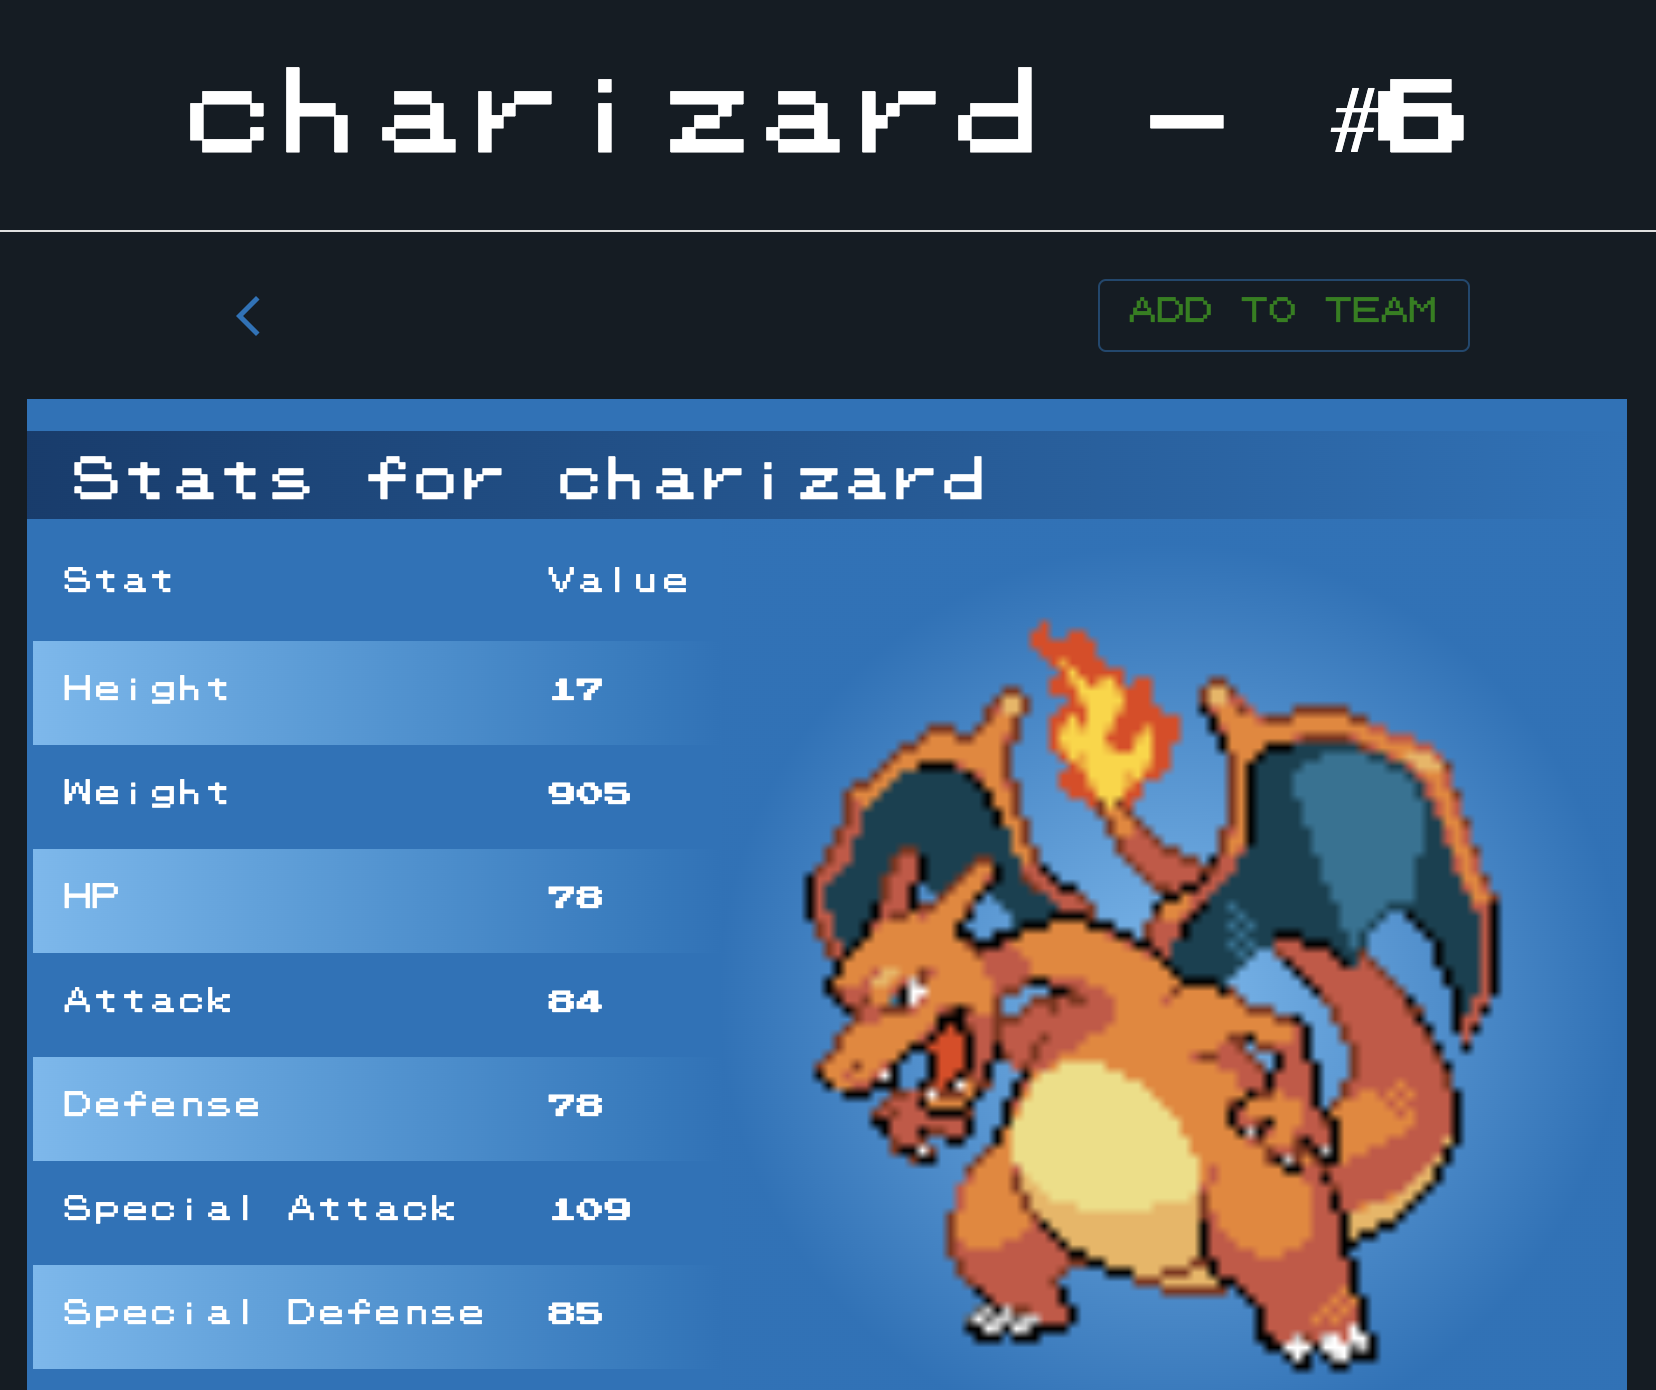 charizard - #6
ADD TO TEAM
Stats for charizard
Stat Value
Height 17
Weight 905
HP 78
Attack 84
Defense 78
Special Attack 109
Special Defense 85